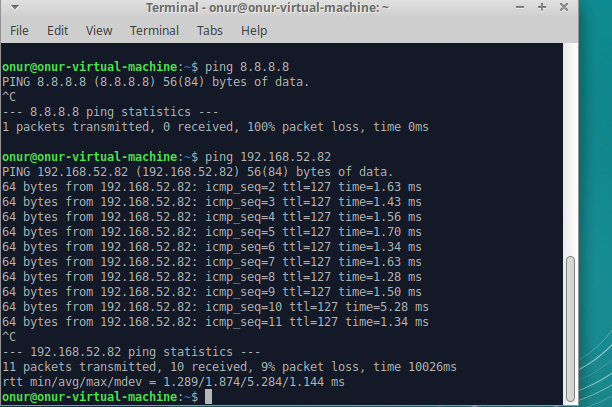 Terminal - onur@onur-virtual-machine: ~
File Edit View Terminal Tabs Help
onur@onur-virtual-machine:~$ ping 8.8.8.8
PING 8.8.8.8 (8.8.8.8) 56(84) bytes of data.
^C
--- 8.8.8.8 ping statistics ---
1 packets transmitted, 0 received, 100% packet loss, time 0ms
onur@onur-virtual-machine:~$ ping 192.168.52.82
PING 192.168.52.82 (192.168.52.82) 56(84) bytes of data.
64 bytes from 192.168.52.82: icmp_seq=2 ttl=127 time=1.63 ms
64 bytes from 192.168.52.82: icmp_seq=3 ttl=127 time=1.43 ms
64 bytes from 192.168.52.82: icmp_seq=4 ttl=127 time=1.56 ms
64 bytes from 192.168.52.82: icmp_seq=5 ttl=127 time=1.70 ms
64 bytes from 192.168.52.82: icmp_seq=6 ttl=127 time=1.34 ms
64 bytes from 192.168.52.82: icmp_seq=7 ttl=127 time=1.63 ms
64 bytes from 192.168.52.82: icmp_seq=8 ttl=127 time=1.28 ms
64 bytes from 192.168.52.82: icmp_seq=9 ttl=127 time=1.50 ms
64 bytes from 192.168.52.82: icmp_seq=10 ttl=127 time=5.28 ms
64 bytes from 192.168.52.82: icmp_seq=11 ttl=127 time=1.34 ms
^C
--- 192.168.52.82 ping statistics ---
11 packets transmitted, 10 received, 9% packet loss, time 10026ms
rtt min/avg/max/mdev = 1.289/1.874/5.284/1.144 ms
onur@onur-virtual-machine:~$